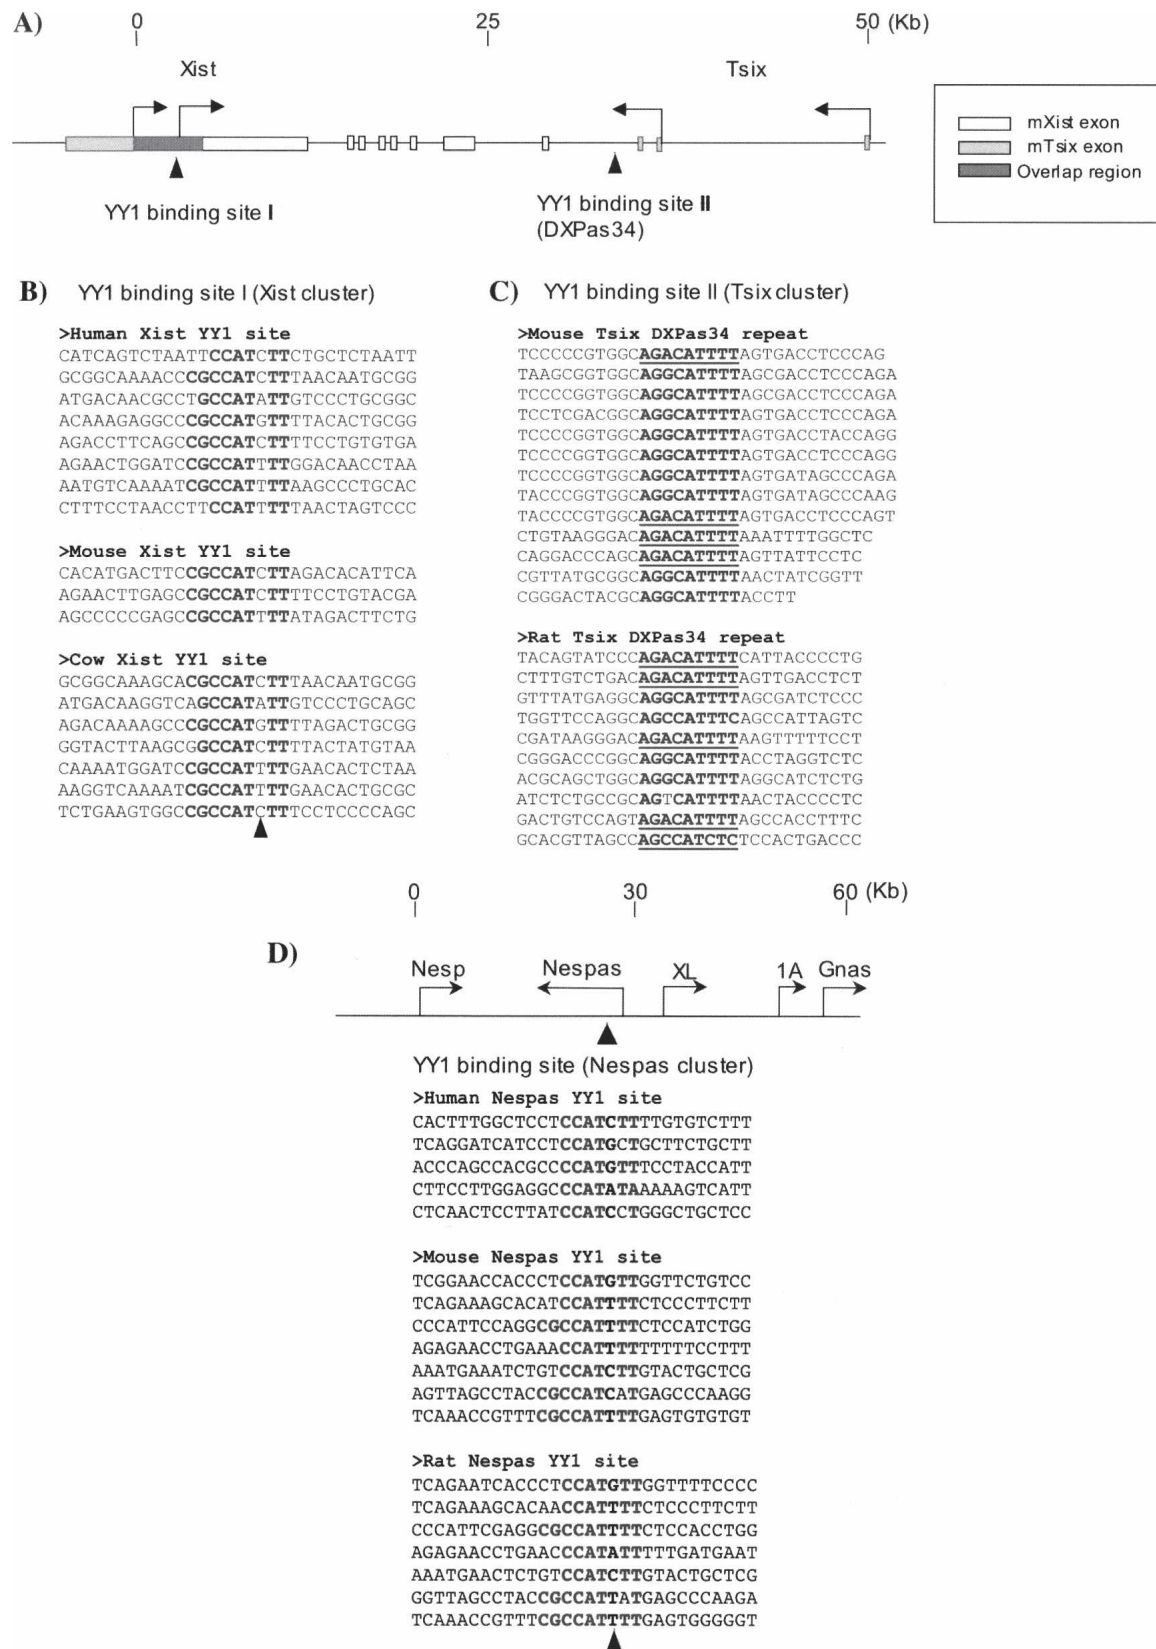 A)
0 25 50 (Kb)
Xist Tsix
mXist exon
mTsix exon
Overlap region
YY1 binding site I
YY1 binding site II
(DXPas34)
B) YY1 binding site I (Xist cluster)
>Human Xist YY1 site
CATCAGTCTAATTCCATCTTCTGCTCTAATT
GCGGCAAAACCCGCCATCTTTAACAATGCGG
ATGACAACGCCTGCCATATTGTCCCTGCGGC
ACAAAGAGGCCCGCCATGTTTTACACTGCGG
AGACCTTCAGCCGCCATCTTTTCCTGTGTGA
AGAACTGGATCCGCCATTTTGGACAACCTAA
AATGTCAAAATCGCCATTTTAAGCCCTGCAC
CTTTCCTAACCTTCCATTTTTAACTAGTCCC
>Mouse Xist YY1 site
CACATGACTTCCGCCATCTTAGACACATTCA
AGAACTTGAGCCGCCATCTTTTCCTGTACGA
AGCCCCCGAGCCGCCATTTTATAGACTTCTG
>Cow Xist YY1 site
GCGGCAAAGCACGCCATCTTTAACAATGCGG
ATGACAAGGTCAGCCATATTGTCCCTGCAGC
AGACAAAAGCCCGCCATGTTTTAGACTGCGG
GGTACTTAAGCGGCCATCTTTTACTATGTAA
CAAAATGGATCCGCCATTTTGAACACTCTAA
AAGGTCAAAATCGCCATTTTGAACACTGCGC
TCTGAAGTGGCCGCCATCTTTCCTCCCCAGC
C) YY1 binding site II (Tsix cluster)
>Mouse Tsix DXPas34 repeat
TCCCCCGTGGCAGACATTTTAGTGACCTCCCAG
TAAGCGGTGGCAGGCATTTTAGCGACCTCCCAGA
TCCCCGGTGGCAGGCATTTTAGCGACCTCCCAGA
TCCTCGACGGCAGGCATTTTAGTGACCTCCCAGA
TCCCCGGTGGCAGGCATTTTAGTGACCTACCAGG
TCCCCGGTGGCAGGCATTTTAGTGACCTCCCAGG
TCCCCGGTGGCAGGCATTTTAGTGATAGCCCAGA
TACCCGGTGGCAGGCATTTTAGTGATAGCCCAAG
TACCCCGTGGCAGACATTTTAGTGACCTCCCAGT
CTGTAAGGGACAGACATTTTAAATTTTGGCTC
CAGGACCCAGCAGACATTTTAGTTATTCCTC
CGTTATGCGGCAGGCATTTTAACTATCGGTT
CGGGACTACGCAGGCATTTTACCTT
>Rat Tsix DXPas34 repeat
TACAGTATCCCAGACATTTTCATTACCCCTG
CTTTGTCTGACAGACATTTTAGTTGACCTCT
GTTTATGAGGCAGGCATTTTAGCGATCTCCC
TGGTTCCAGGCAGCCATTTCAGCCATTAGTC
CGATAAGGGACAGACATTTTAAGTTTTTCCT
CGGGACCCGGCAGGCATTTTACCTAGGTCTC
ACGCAGCTGGCAGGCATTTTAGGCATCTCTG
ATCTCTGCCGCAGTCATTTTAACTACCCCTC
GACTGTCCAGTAGACATTTTAGCCACCTTTC
GCACGTTAGCCAGCCATCTCTCCACTGACCC
0 30 60 (Kb)
D)
Nesp Nespas XL 1A Gnas
YY1 binding site (Nespas cluster)
>Human Nespas YY1 site
CACTTTGGCTCCTCCATCTTTTGTGTCTTT
TCAGGATCATCCTCCATGCTGCTTCTGCTT
ACCCAGCCACGCCCCATGTTTCCTACCATT
CTTCCTTGGAGGCCCATATAAAAAGTCATT
CTCAACTCCTTATCCATCCTGGGCTGCTCC
>Mouse Nespas YY1 site
TCGGAACCACCCTCCATGTTGGTTCTGTCC
TCAGAAAGCACATCCATTTTCTCCCTTCTT
CCCATTCCAGGCGCCATTTTCTCCATCTGG
AGAGAACCTGAAACCATTTTTTTTTCCTTT
AAATGAAATCTGTCCATCTTGTACTGCTCG
AGTTAGCCTACCGCCATCATGAGCCCAAGG
TCAAACCGTTTCGCCATTTTGAGTGTGTGT
>Rat Nespas YY1 site
TCAGAATCACCCTCCATGTTGGTTTTCCCC
TCAGAAAGCACAACCATTTTCTCCCTTCTT
CCCATTCGAGGCGCCATTTTCTCCACCTGG
AGAGAACCTGAACCCATATTTTTGATGAAT
AAATGAACTCTGTCCATCTTGTACTGCTCG
GGTTAGCCTACCGCCATTATGAGCCCAAGA
TCAAACCGTTTCGCCATTTTGAGTGGGGGT